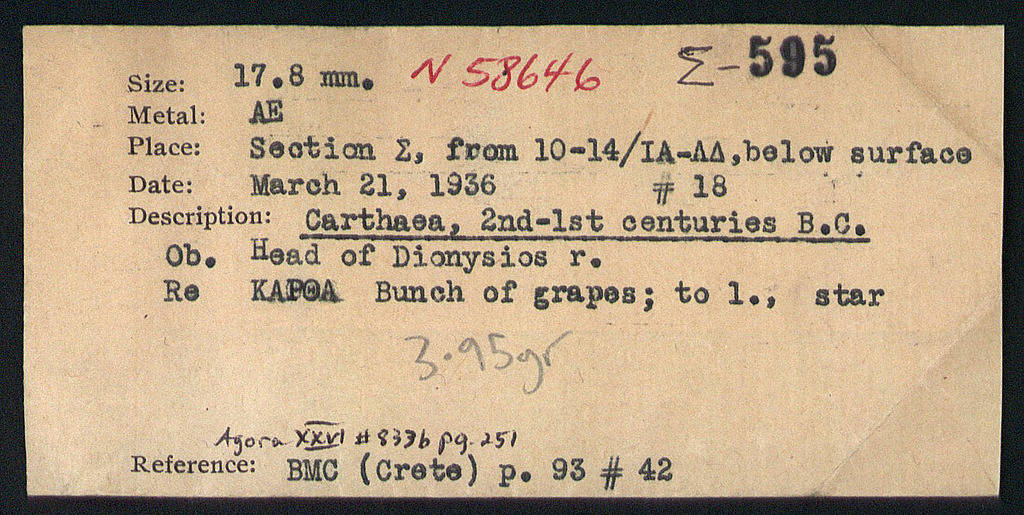 Σ-595
N 58646
Size: 17.8 mm.
Metal: AE
Place: Section Σ, from 10-14/ΙΑ-ΛΔ, below surface
Date: March 21, 1936 # 18
Description: Carthaea, 2nd-1st centuries B.C.
Ob. Head of Dionysios r.
Re ΚΑΡΘΑ Bunch of grapes; to l., star
3.95gr
Agora XXVI # 833b pg. 251
Reference: BMC (Crete) p. 93 # 42